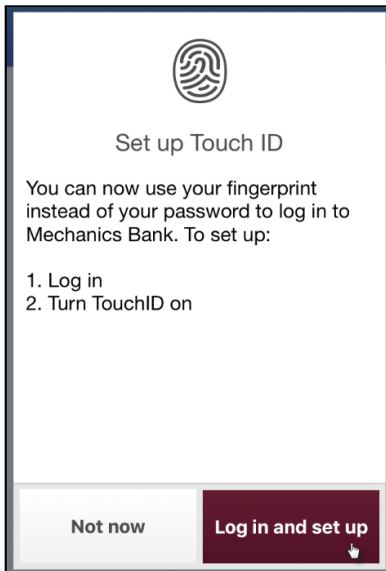 Set up Touch ID
You can now use your fingerprint
instead of your password to log in to
Mechanics Bank. To set up:
1. Log in
2. Turn TouchID on
Not now
Log in and set up